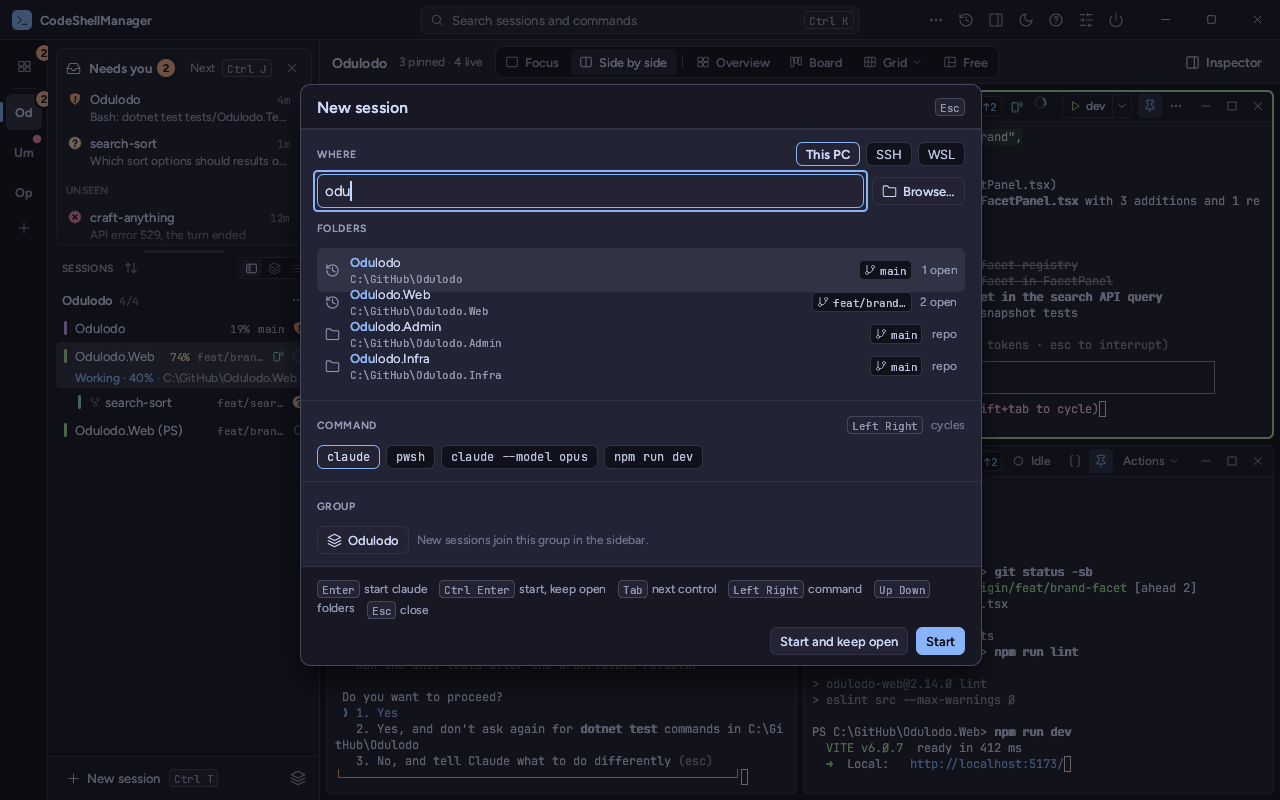 CodeShellManager
Search sessions and commands
Ctrl K
2
Od
2
Um
Op
Needs you 2 Next Ctrl J
Odulodo 4m
Bash: dotnet test tests/Odulodo.Te…
search-sort 1m
Which sort options should results o…
UNSEEN
craft-anything 12m
API error 529, the turn ended
SESSIONS
Odulodo 4/4
Odulodo 19% main
Odulodo.Web 74% feat/bran…
Working · 40% · C:\GitHub\Odulodo.Web
search-sort feat/sear…
Odulodo.Web (PS) feat/bran…
New session Ctrl T
Odulodo 3 pinned · 4 live Focus Side by side Overview Board Grid Free Inspector
New session Esc
WHERE This PC SSH WSL
odu Browse…
FOLDERS
Odulodo
C:\GitHub\Odulodo
main 1 open
Odulodo.Web
C:\GitHub\Odulodo.Web
feat/brand… 2 open
Odulodo.Admin
C:\GitHub\Odulodo.Admin
main repo
Odulodo.Infra
C:\GitHub\Odulodo.Infra
main repo
COMMAND Left Right cycles
claude pwsh claude --model opus npm run dev
GROUP
Odulodo New sessions join this group in the sidebar.
Enter start claude Ctrl Enter start, keep open Tab next control Left Right command Up Down
folders Esc close
Start and keep open Start
↑2 dev
rand",
tPanel.tsx)
FacetPanel.tsx with 3 additions and 1 re
facet registry
facet in FacetPanel
et in the search API query
snapshot tests
tokens · esc to interrupt)
ift+tab to cycle)
↑2 Idle {} Actions
> git status -sb
igin/feat/brand-facet [ahead 2]
.tsx
ts
> npm run lint
> odulodo-web@2.14.0 lint
> eslint src --max-warnings 0
PS C:\GitHub\Odulodo.Web> npm run dev
VITE v6.0.7 ready in 412 ms
➜ Local: http://localhost:5173/
Do you want to proceed?
❯ 1. Yes
2. Yes, and don't ask again for dotnet test commands in C:\Gi
tHub\Odulodo
3. No, and tell Claude what to do differently (esc)